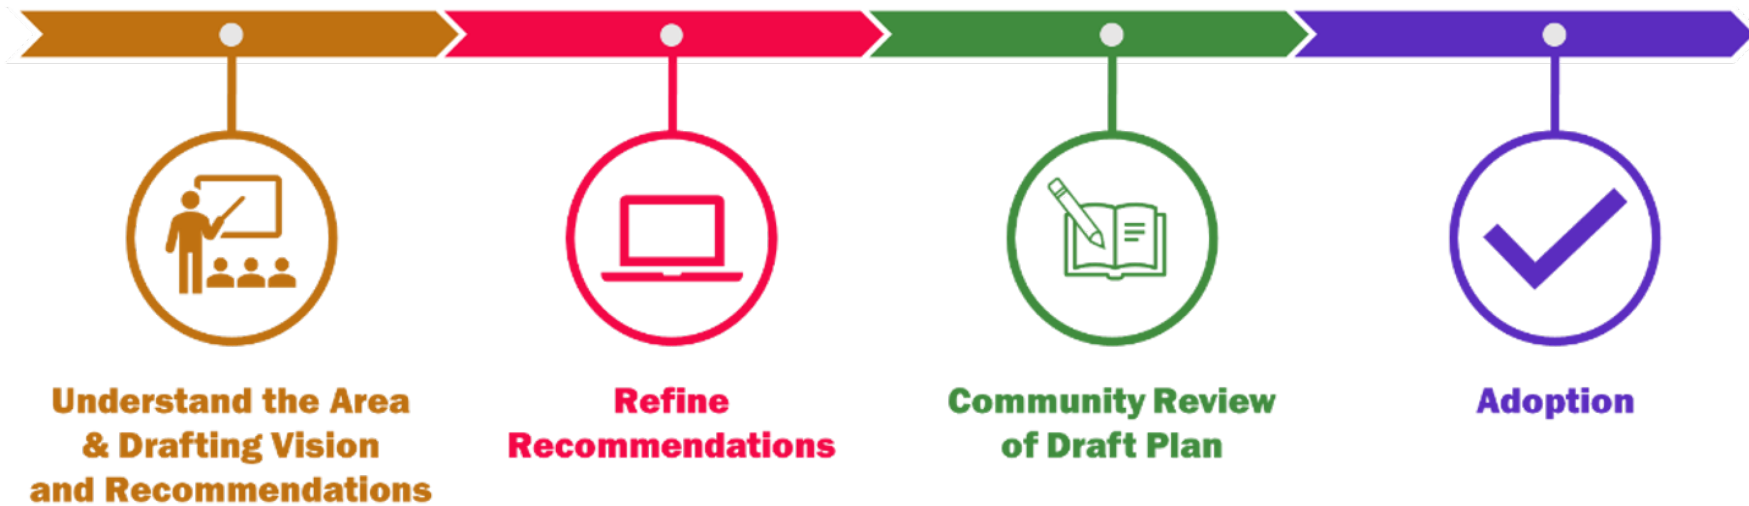 Understand the Area
& Drafting Vision
and Recommendations
Refine
Recommendations
Community Review
of Draft Plan
Adoption